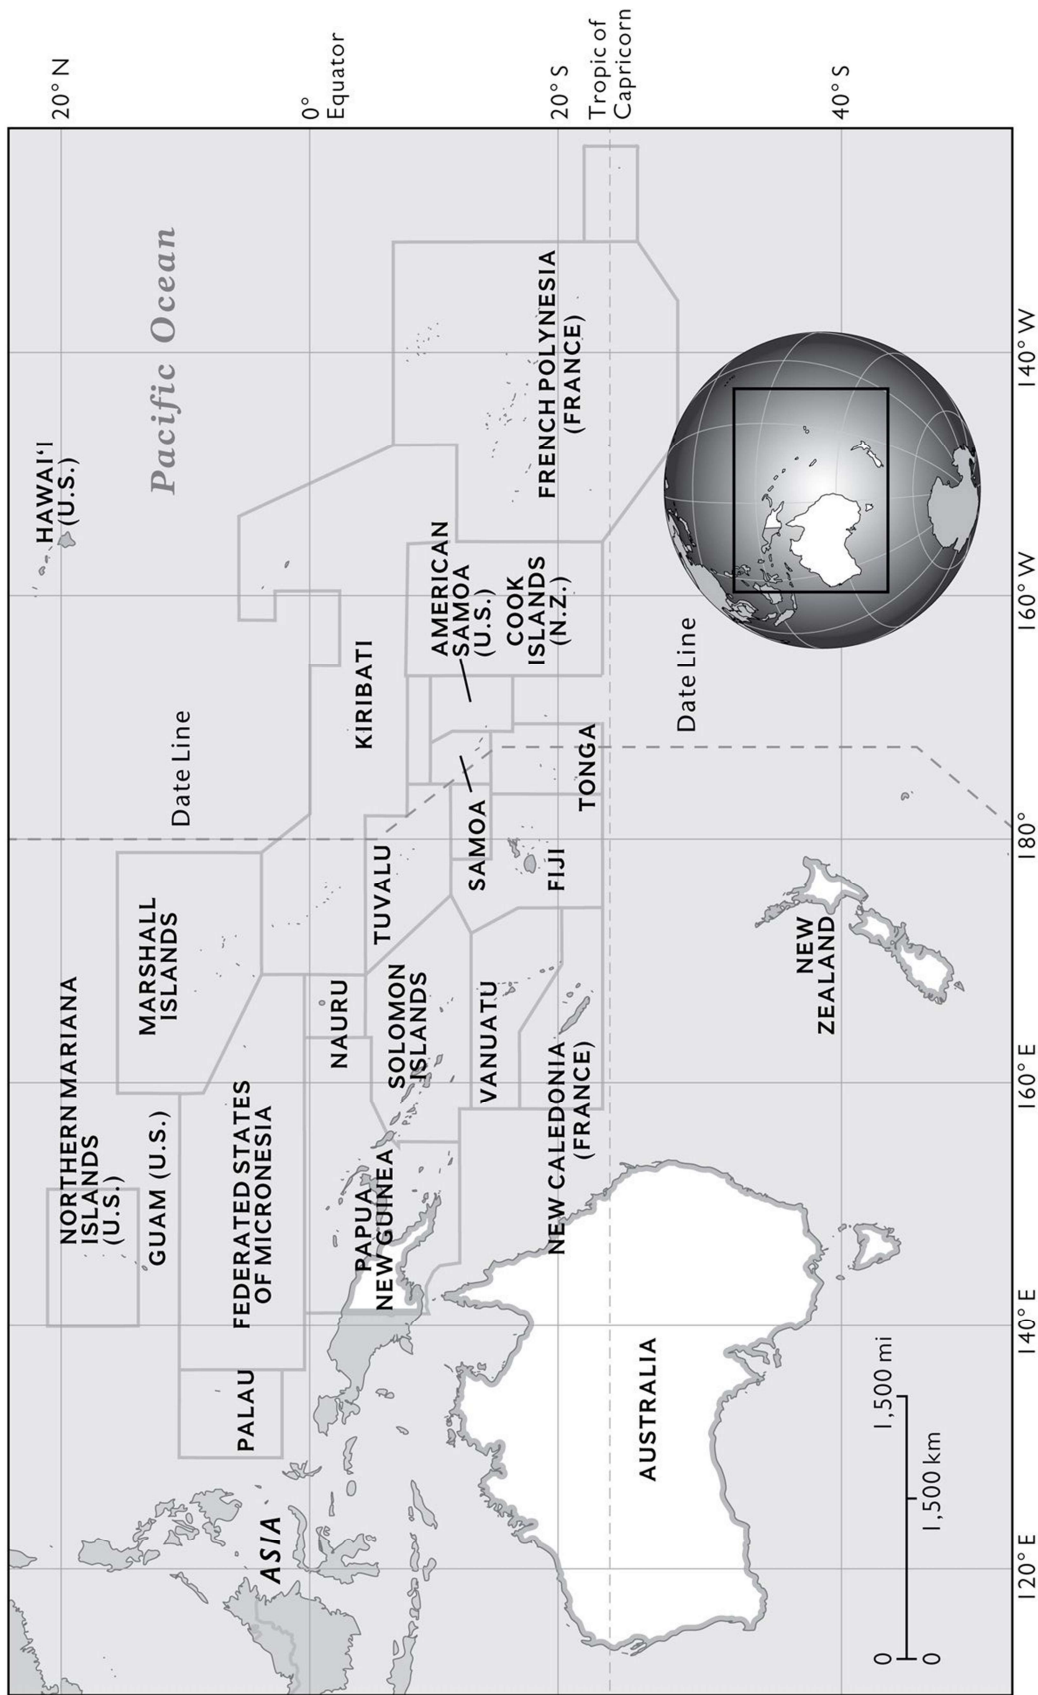 120° E
140° E
160° E
180°
160° W
140° W
20° N
0°
Equator
20° S
Tropic of
Capricorn
40° S
Pacific Ocean
HAWAIʻI
(U.S.)
Date Line
NORTHERN MARIANA
ISLANDS
(U.S.)
GUAM (U.S.)
MARSHALL
ISLANDS
PALAU
FEDERATED STATES
OF MICRONESIA
NAURU
KIRIBATI
ASIA
PAPUA
NEW GUINEA
SOLOMON
ISLANDS
TUVALU
SAMOA
AMERICAN
SAMOA
(U.S.)
COOK
ISLANDS
(N.Z.)
FRENCH POLYNESIA
(FRANCE)
VANUATU
FIJI
TONGA
NEW CALEDONIA
(FRANCE)
AUSTRALIA
NEW
ZEALAND
Date Line
0
1,500 mi
0
1,500 km